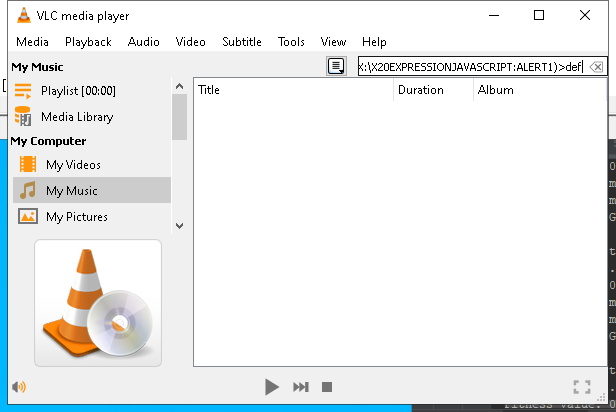 VLC media player
Media Playback Audio Video Subtitle Tools View Help
My Music
X:\X20EXPRESSIONJAVASCRIPT:ALERT1)>def
Playlist [00:00]
Title Duration Album
Media Library
My Computer
My Videos
My Music
My Pictures